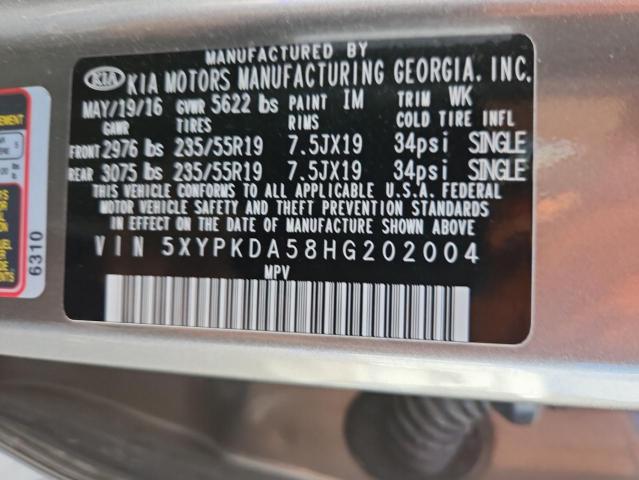 MANUFACTURED BY
KIA KIA MOTORS MANUFACTURING GEORGIA, INC.
MAY/19/16 GVWR 5622 lbs PAINT IM TRIM WK
GAWR TIRES RIMS COLD TIRE INFL
FRONT 2976 lbs 235/55R19 7.5JX19 34psi SINGLE
REAR 3075 lbs 235/55R19 7.5JX19 34psi SINGLE
THIS VEHICLE CONFORMS TO ALL APPLICABLE U.S.A. FEDERAL
MOTOR VEHICLE SAFETY AND THEFT PREVENTION STANDARDS
IN EFFECT ON THE DATE OF MANUFACTURE SHOWN ABOVE
VIN 5XYPKDA58HG202004
MPV
6310